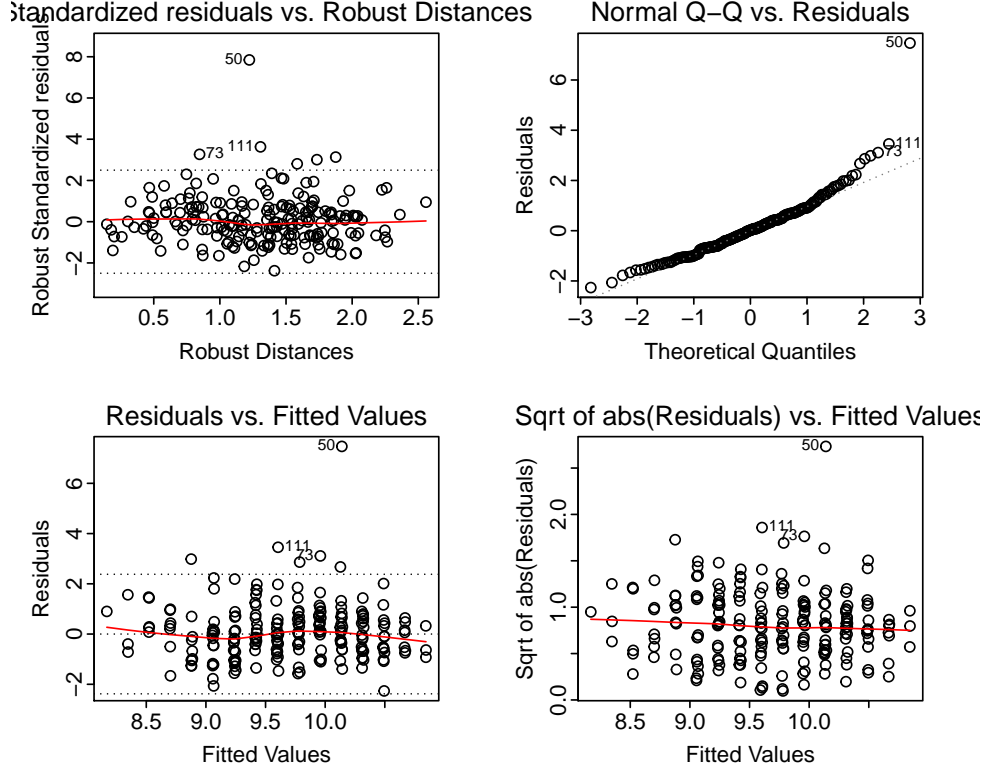 Standardized residuals vs. Robust Distances
Robust Standardized residuals
8
6
4
2
0
−2
50
73
111
0.5 1.0 1.5 2.0 2.5
Robust Distances
Normal Q−Q vs. Residuals
Residuals
6
4
2
0
−2
50
111
73
−3 −2 −1 0 1 2 3
Theoretical Quantiles
Residuals vs. Fitted Values
Residuals
6
4
2
0
−2
50
111
73
8.5 9.0 9.5 10.0
Fitted Values
Sqrt of abs(Residuals) vs. Fitted Values
Sqrt of abs(Residuals)
2.0
1.0
0.0
50
111
73
8.5 9.0 9.5 10.0
Fitted Values